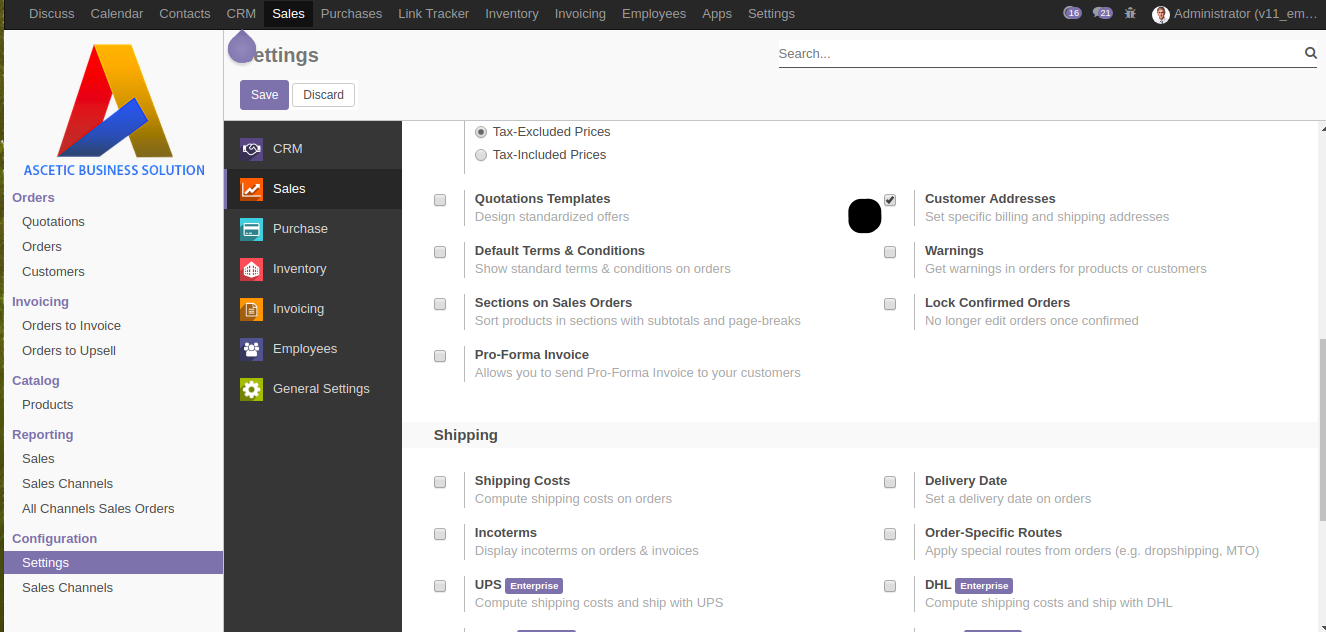 Discuss Calendar Contacts CRM Sales Purchases Link Tracker Inventory Invoicing Employees Apps Settings 16 21 Administrator (v11_em…
ettings
Search...
Save Discard
ASCETIC BUSINESS SOLUTION
Orders
Quotations
Orders
Customers
Invoicing
Orders to Invoice
Orders to Upsell
Catalog
Products
Reporting
Sales
Sales Channels
All Channels Sales Orders
Configuration
Settings
Sales Channels
CRM
Sales
Purchase
Inventory
Invoicing
Employees
General Settings
Tax-Excluded Prices
Tax-Included Prices
Quotations Templates
Design standardized offers
Customer Addresses
Set specific billing and shipping addresses
Default Terms & Conditions
Show standard terms & conditions on orders
Warnings
Get warnings in orders for products or customers
Sections on Sales Orders
Sort products in sections with subtotals and page-breaks
Lock Confirmed Orders
No longer edit orders once confirmed
Pro-Forma Invoice
Allows you to send Pro-Forma Invoice to your customers
Shipping
Shipping Costs
Compute shipping costs on orders
Delivery Date
Set a delivery date on orders
Incoterms
Display incoterms on orders & invoices
Order-Specific Routes
Apply special routes from orders (e.g. dropshipping, MTO)
UPS Enterprise
Compute shipping costs and ship with UPS
DHL Enterprise
Compute shipping costs and ship with DHL